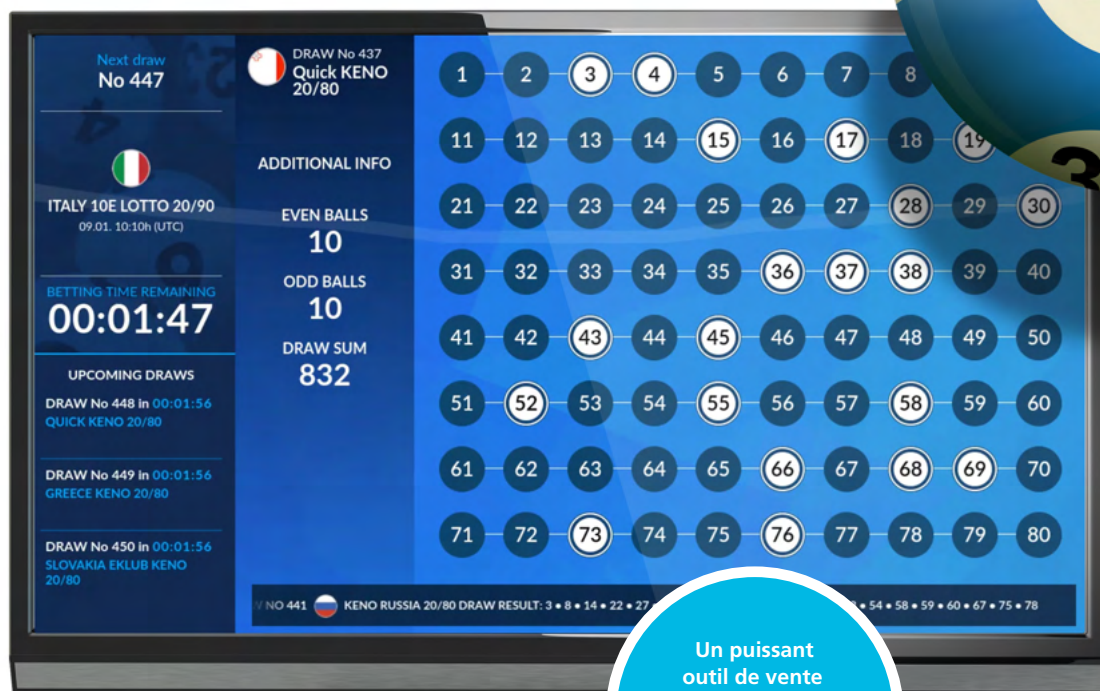 Next draw
No 447
ITALY 10E LOTTO 20/90
09.01. 10:10h (UTC)
BETTING TIME REMAINING
00:01:47
UPCOMING DRAWS
DRAW No 448 in 00:01:56
QUICK KENO 20/80
DRAW No 449 in 00:01:56
GREECE KENO 20/80
DRAW No 450 in 00:01:56
SLOVAKIA EKLUB KENO
20/80
DRAW No 437
Quick KENO
20/80
ADDITIONAL INFO
EVEN BALLS
10
ODD BALLS
10
DRAW SUM
832
1 2 3 4 5 6 7 8
11 12 13 14 15 16 17 18 19
21 22 23 24 25 26 27 28 29 30
31 32 33 34 35 36 37 38 39 40
41 42 43 44 45 46 47 48 49 50
51 52 53 54 55 56 57 58 59 60
61 62 63 64 65 66 67 68 69 70
71 72 73 74 75 76 77 78 79 80
NO 441 KENO RUSSIA 20/80 DRAW RESULT: 3 • 8 • 14 • 22 • 27 • 54 • 58 • 59 • 60 • 67 • 75 • 78
3
Un puissant
outil de vente